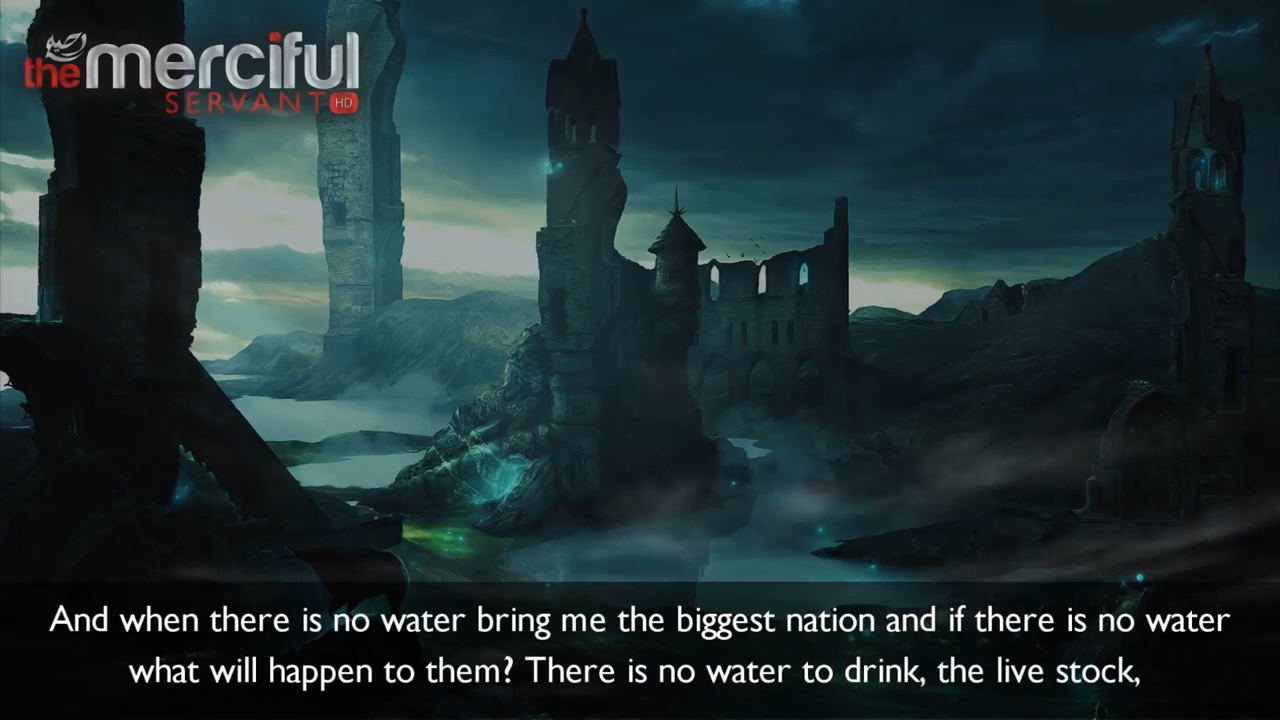 the merciful
SERVANT HD
And when there is no water bring me the biggest nation and if there is no water
what will happen to them? There is no water to drink, the live stock,